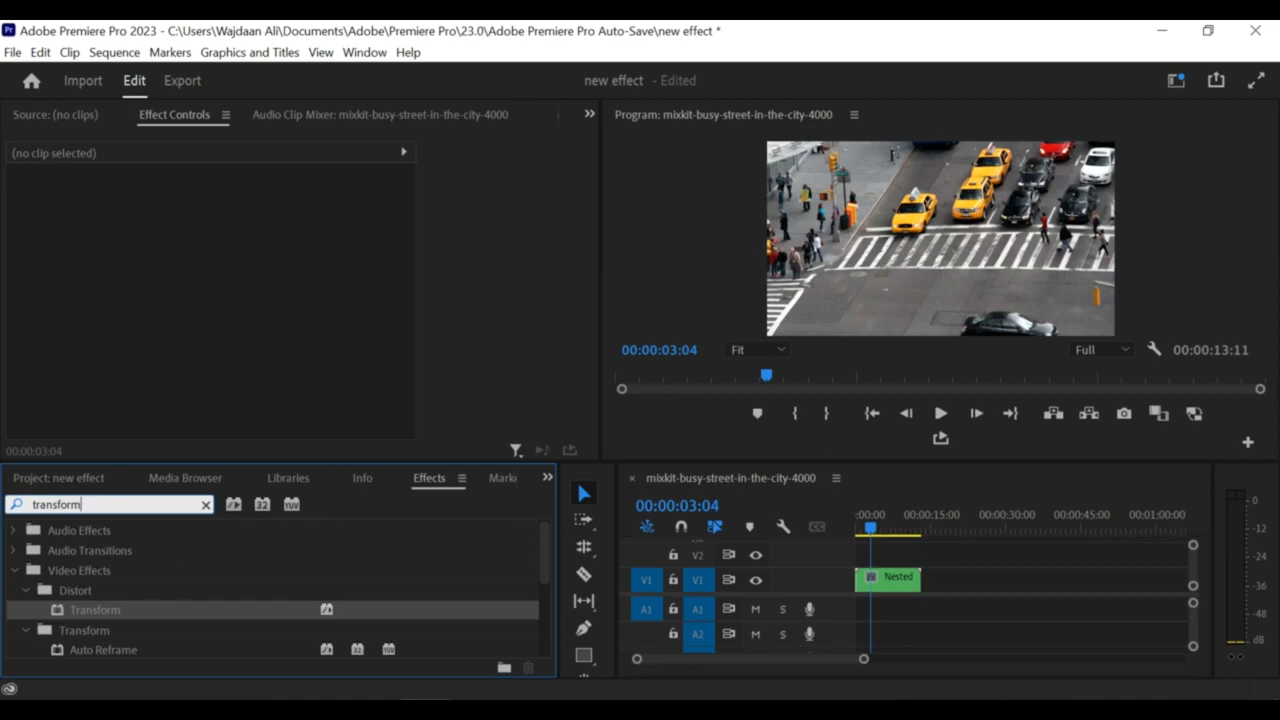 Pr Adobe Premiere Pro 2023 - C:\Users\Wajdaan Ali\Documents\Adobe\Premiere Pro\23.0\Adobe Premiere Pro Auto-Save\new effect *
File Edit Clip Sequence Markers Graphics and Titles View Window Help
Import Edit Export new effect - Edited
Source: (no clips) Effect Controls Audio Clip Mixer: mixkit-busy-street-in-the-city-4000 Program: mixkit-busy-street-in-the-city-4000
(no clip selected)
00:00:03:04 Fit Full 00:00:13:11
00:00:03:04
Project: new effect Media Browser Libraries Info Effects Marki
transform 32 YUV
Audio Effects
Audio Transitions
Video Effects
Distort
Transform
Transform
Auto Reframe
× mixkit-busy-street-in-the-city-4000
00:00:03:04
:00:00 00:00:15:00 00:00:30:00 00:00:45:00 00:01:00:00
V2
V1 V1 fx Nested
A1 A1 M S
A2 M S
0
-12
-24
-36
-48
dB